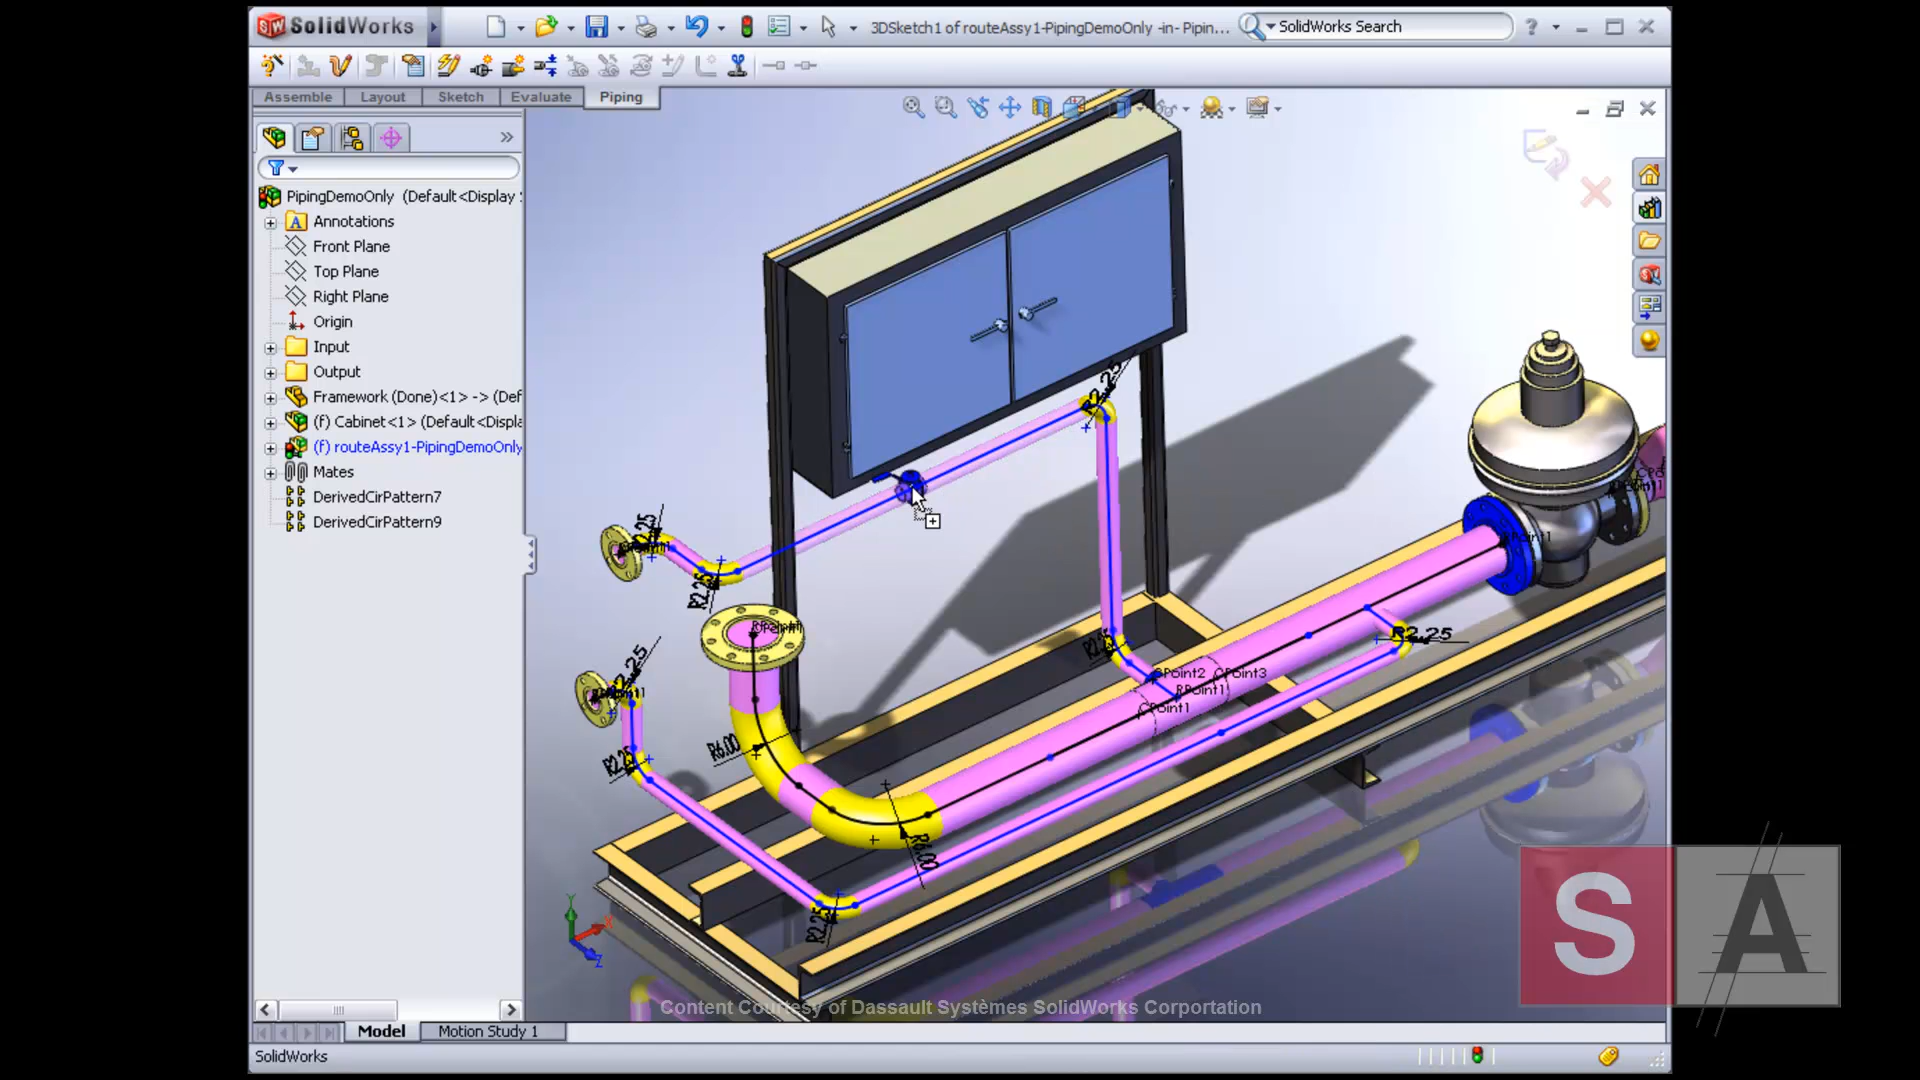 SolidWorks
3DSketch1 of routeAssy1-PipingDemoOnly -in- Pipin...
SolidWorks Search
Assemble
Layout
Sketch
Evaluate
Piping
PipingDemoOnly (Default<Display
Annotations
Front Plane
Top Plane
Right Plane
Origin
Input
Output
Framework (Done)<1> -> (Def
(f) Cabinet<1> (Default<Displa
(f) routeAssy1-PipingDemoOnly
Mates
DerivedCirPattern7
DerivedCirPattern9
R2.25
R2.25
R2.25
R2.25
R2.25
R6.00
R6.00
R2.25
CPoint2
CPoint3
RPoint1
CPoint1
Y
X
Z
S
A
Content Courtesy of Dassault Systèmes SolidWorks Corportation
Model
Motion Study 1
SolidWorks